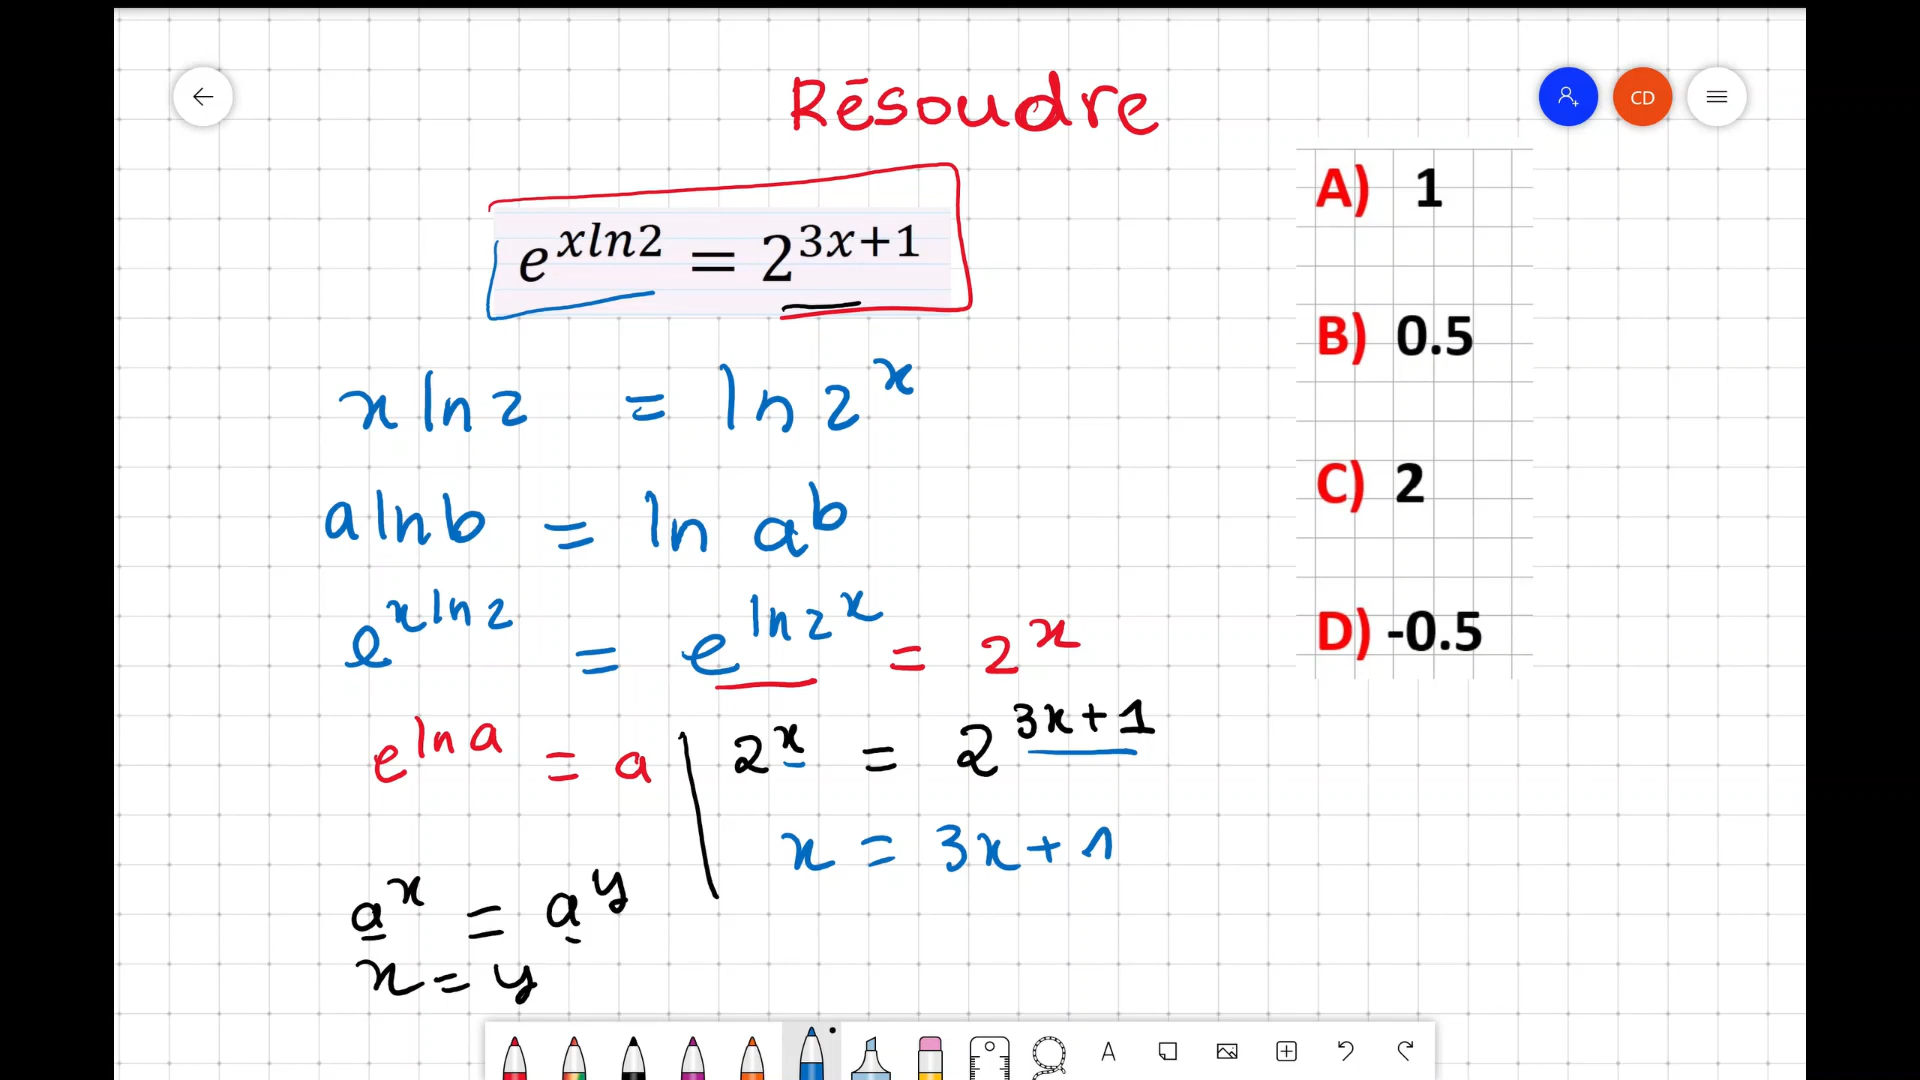 Résoudre
CD
e^{xln2} = 2^{3x+1}
x ln 2 = ln 2^x
a ln b = ln a^b
e^{x ln 2} = e^{ln 2^x} = 2^x
e^{ln a} = a
2^x = 2^{3x+1}
x = 3x+1
a^x = a^y
x = y
A) 1
B) 0.5
C) 2
D) -0.5
A